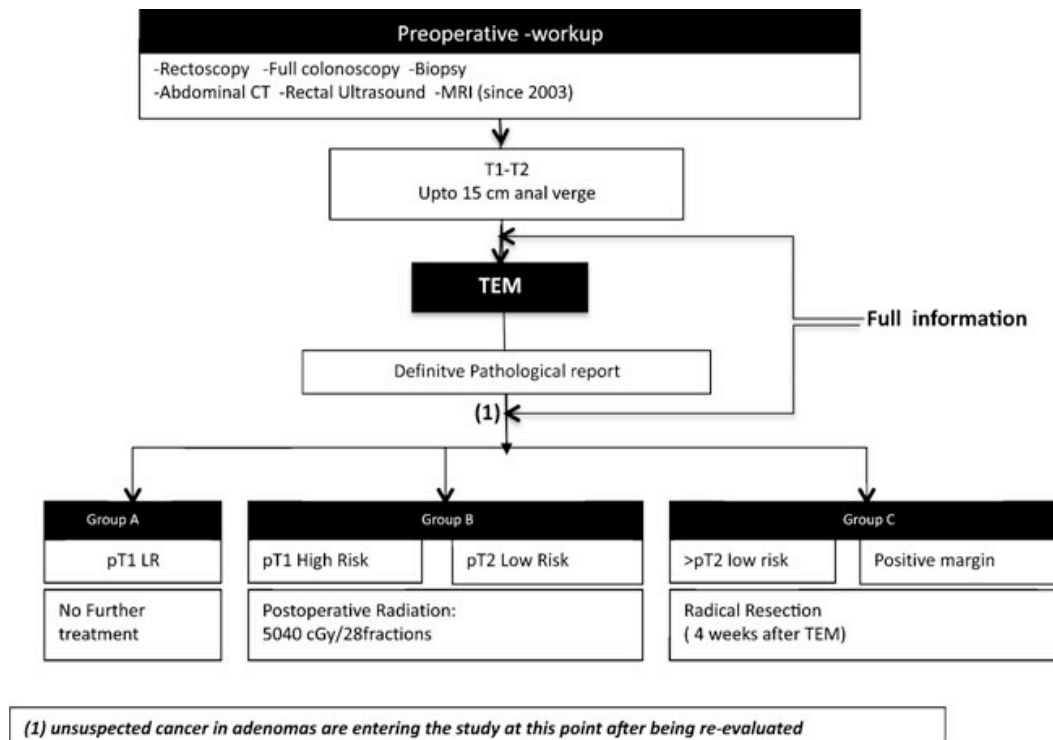 Preoperative -workup
-Rectoscopy -Full colonoscopy -Biopsy
-Abdominal CT -Rectal Ultrasound -MRI (since 2003)
T1-T2
Upto 15 cm anal verge
TEM
Full information
Definitve Pathological report
(1)
Group A
pT1 LR
No Further
treatment
Group B
pT1 High Risk
pT2 Low Risk
Postoperative Radiation:
5040 cGy/28fractions
Group C
>pT2 low risk
Positive margin
Radical Resection
( 4 weeks after TEM)
(1) unsuspected cancer in adenomas are entering the study at this point after being re-evaluated